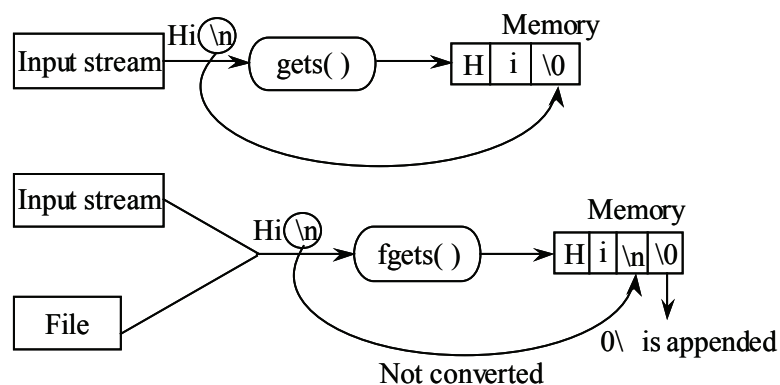 Memory
Hi \n
Input stream
gets( )
H i \0
Input stream
Memory
Hi \n
fgets( )
H i \n \0
File
0\ is appended
Not converted